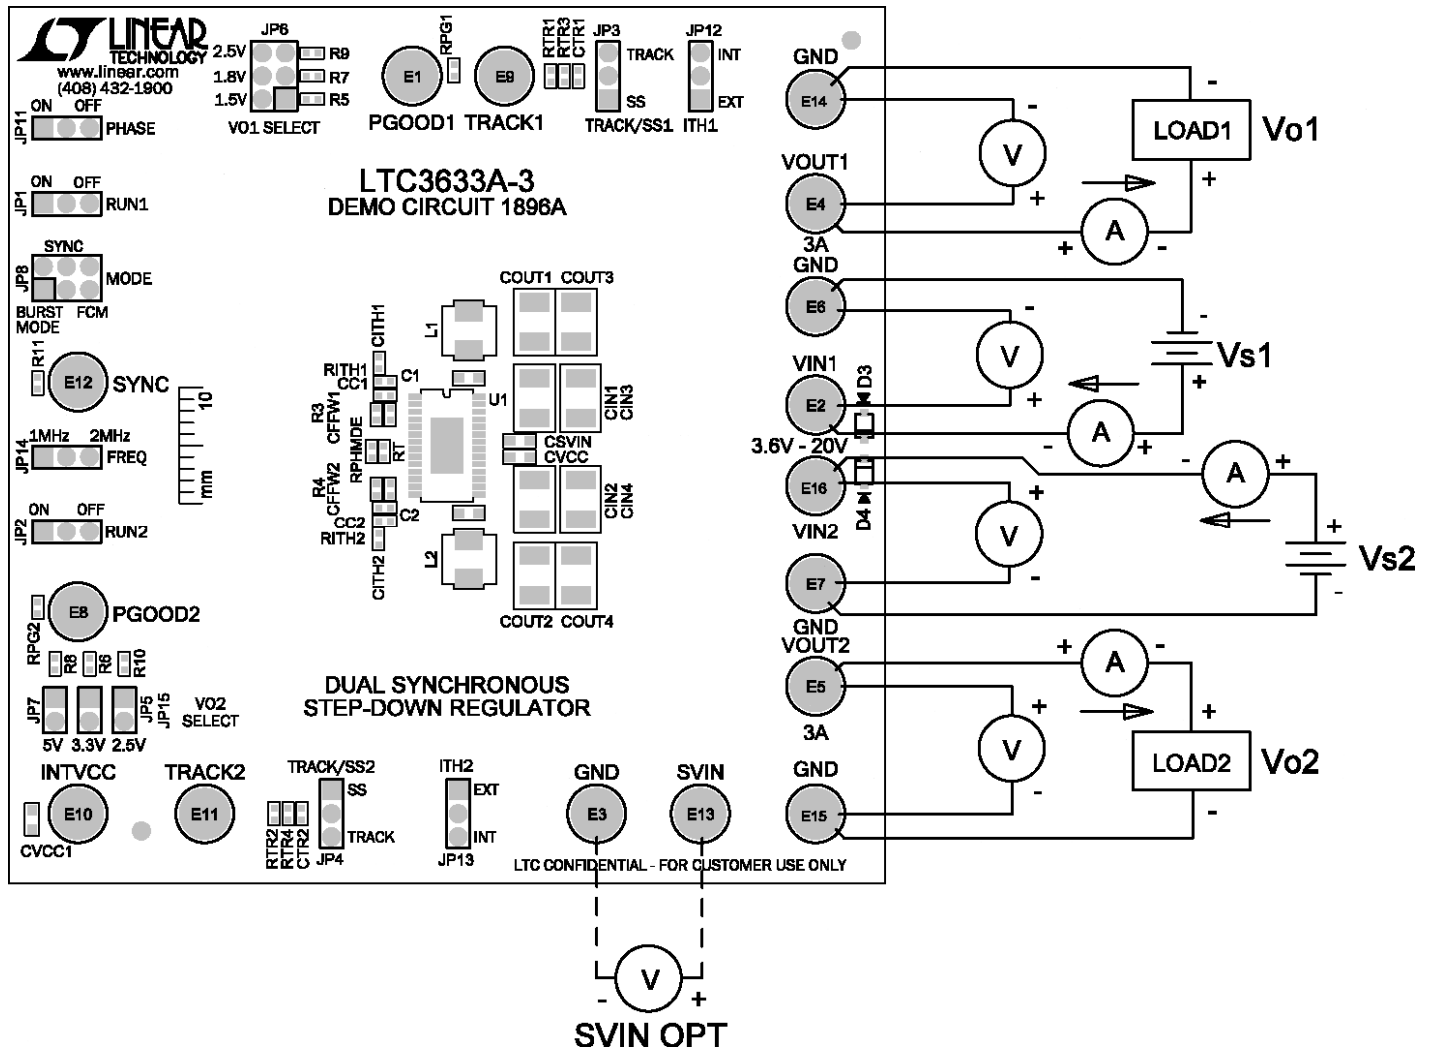 LINEAR
TECHNOLOGY
www.linear.com
(408) 432-1900
JP6
2.5V
1.8V
1.5V
R9
R7
R5
VO1 SELECT
E1
RPG1
E9
PGOOD1 TRACK1
RTR1
RTR3
CTR1
JP3
TRACK
SS
TRACK/SS1
JP12
INT
EXT
ITH1
ON OFF
JP11
PHASE
ON OFF
JP1
RUN1
SYNC
JP8
MODE
BURST FCM
MODE
R11
E12
SYNC
10
mm
1MHz 2MHz
JP14
FREQ
ON OFF
JP2
RUN2
E8
PGOOD2
RPG2
R8
R6
R10
JP7
JP5
JP15
VO2
SELECT
5V 3.3V 2.5V
INTVCC
E10
CVCC1
TRACK2
E11
LTC3633A-3
DEMO CIRCUIT 1896A
COUT1 COUT3
L1
CITH1
RITH1
CC1
C1
R3
CFFW1
U1
CIN1
CIN3
RPHMDE
RT
CSVIN
CVCC
R4
CFFW2
CC2
C2
RITH2
CITH2
L2
CIN2
CIN4
COUT2 COUT4
DUAL SYNCHRONOUS
STEP-DOWN REGULATOR
TRACK/SS2
SS
TRACK
RTR2
RTR4
CTR2
JP4
ITH2
EXT
INT
JP13
GND
E3
SVIN
E13
LTC CONFIDENTIAL - FOR CUSTOMER USE ONLY
V
- +
SVIN OPT
GND
E14
VOUT1
E4
3A
-
V
+
-
LOAD1
Vo1
+
+ A -
GND
E6
VIN1
E2
D3
3.6V - 20V
-
V
+
-
Vs1
+
- A +
E16
D4
VIN2
E7
GND
+
V
-
- A +
+
Vs2
-
VOUT2
E5
3A
GND
E15
+ A -
+
V
-
+
LOAD2
Vo2
-